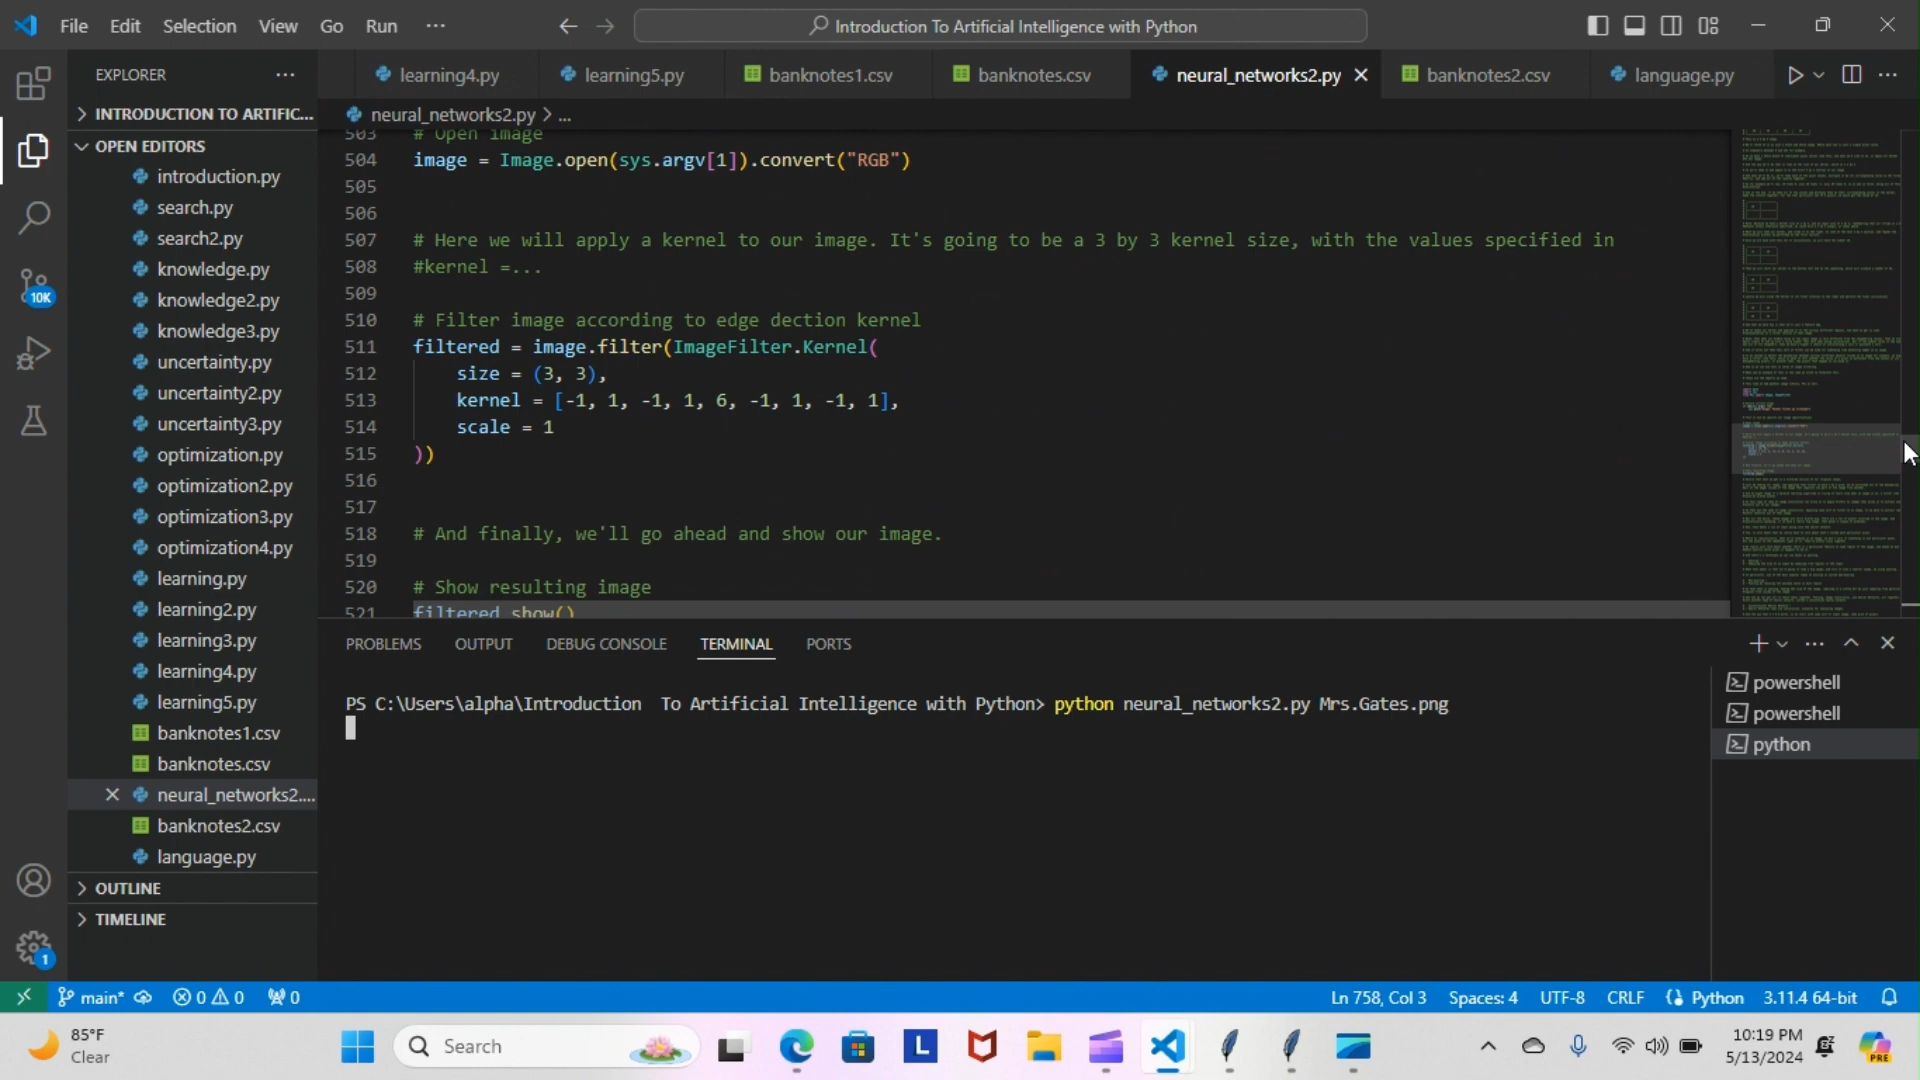 File Edit Selection View Go Run ...
Introduction To Artificial Intelligence with Python
EXPLORER ...
learning4.py
learning5.py
banknotes1.csv
banknotes.csv
neural_networks2.py
banknotes2.csv
language.py
INTRODUCTION TO ARTIFIC...
OPEN EDITORS
introduction.py
search.py
search2.py
knowledge.py
knowledge2.py
knowledge3.py
uncertainty.py
uncertainty2.py
uncertainty3.py
optimization.py
optimization2.py
optimization3.py
optimization4.py
learning.py
learning2.py
learning3.py
learning4.py
learning5.py
banknotes1.csv
banknotes.csv
neural_networks2....
banknotes2.csv
language.py
OUTLINE
TIMELINE
10K
1
neural_networks2.py > ...
503 # Open image
504 image = Image.open(sys.argv[1]).convert("RGB")
505
506
507 # Here we will apply a kernel to our image. It's going to be a 3 by 3 kernel size, with the values specified in
508 #kernel =...
509
510 # Filter image according to edge dection kernel
511 filtered = image.filter(ImageFilter.Kernel(
512 size = (3, 3),
513 kernel = [-1, 1, -1, 1, 6, -1, 1, -1, 1],
514 scale = 1
515 ))
516
517
518 # And finally, we'll go ahead and show our image.
519
520 # Show resulting image
521 filtered.show()
PROBLEMS OUTPUT DEBUG CONSOLE TERMINAL PORTS
PS C:\Users\alpha\Introduction  To Artificial Intelligence with Python> python neural_networks2.py Mrs.Gates.png
powershell
powershell
python
main* 0 0 0
Ln 758, Col 3 Spaces: 4 UTF-8 CRLF Python 3.11.4 64-bit
85°F
Clear
Search
L
PRE
10:19 PM
5/13/2024